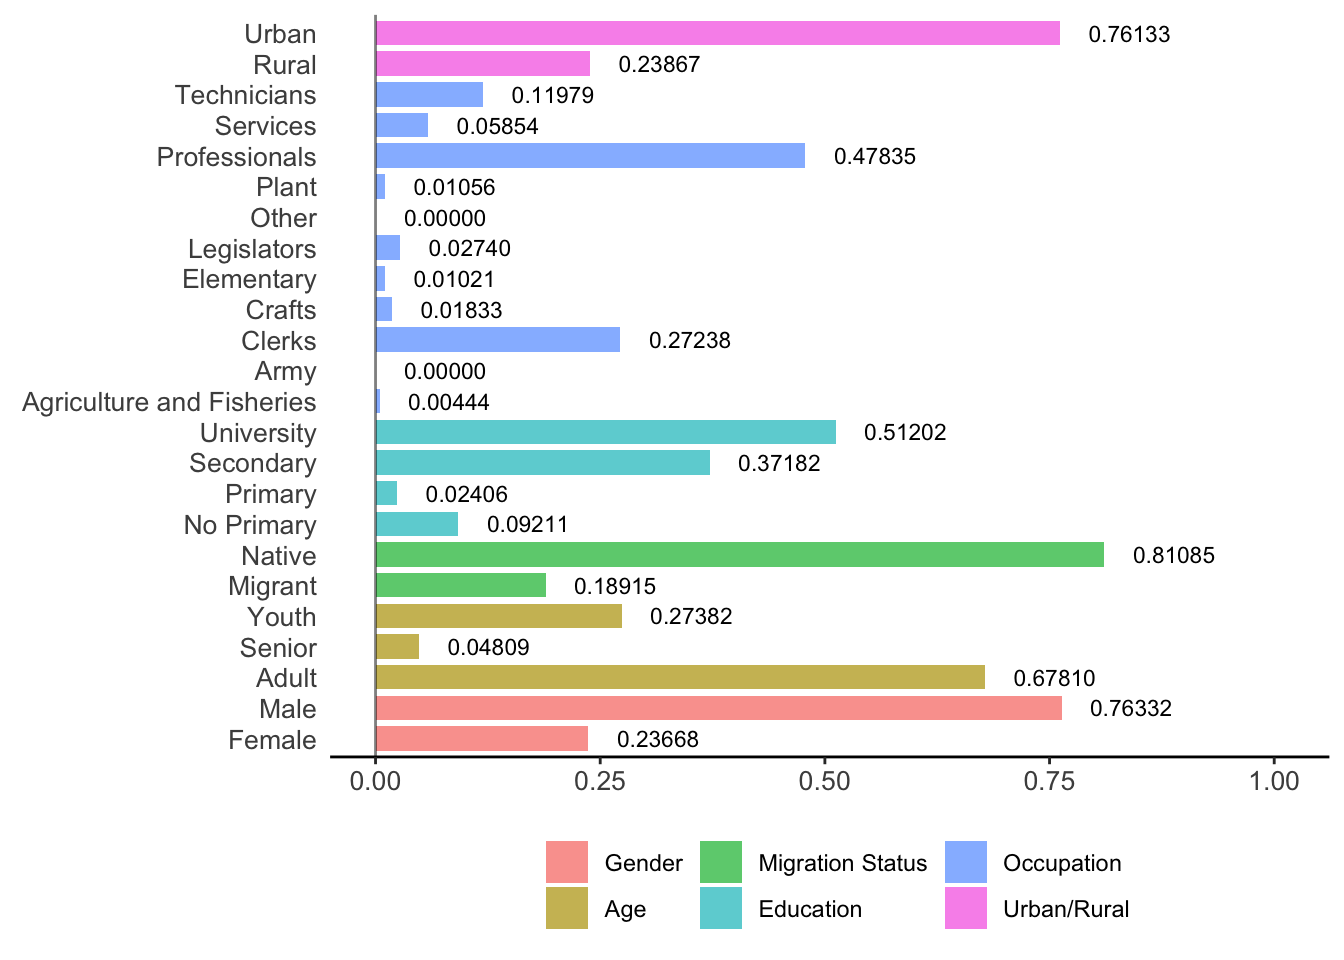 Urban 0.76133
Rural 0.23867
Technicians 0.11979
Services 0.05854
Professionals 0.47835
Plant 0.01056
Other 0.00000
Legislators 0.02740
Elementary 0.01021
Crafts 0.01833
Clerks 0.27238
Army 0.00000
Agriculture and Fisheries 0.00444
University 0.51202
Secondary 0.37182
Primary 0.02406
No Primary 0.09211
Native 0.81085
Migrant 0.18915
Youth 0.27382
Senior 0.04809
Adult 0.67810
Male 0.76332
Female 0.23668
0.00 0.25 0.50 0.75 1.00
Gender Migration Status Occupation
Age Education Urban/Rural